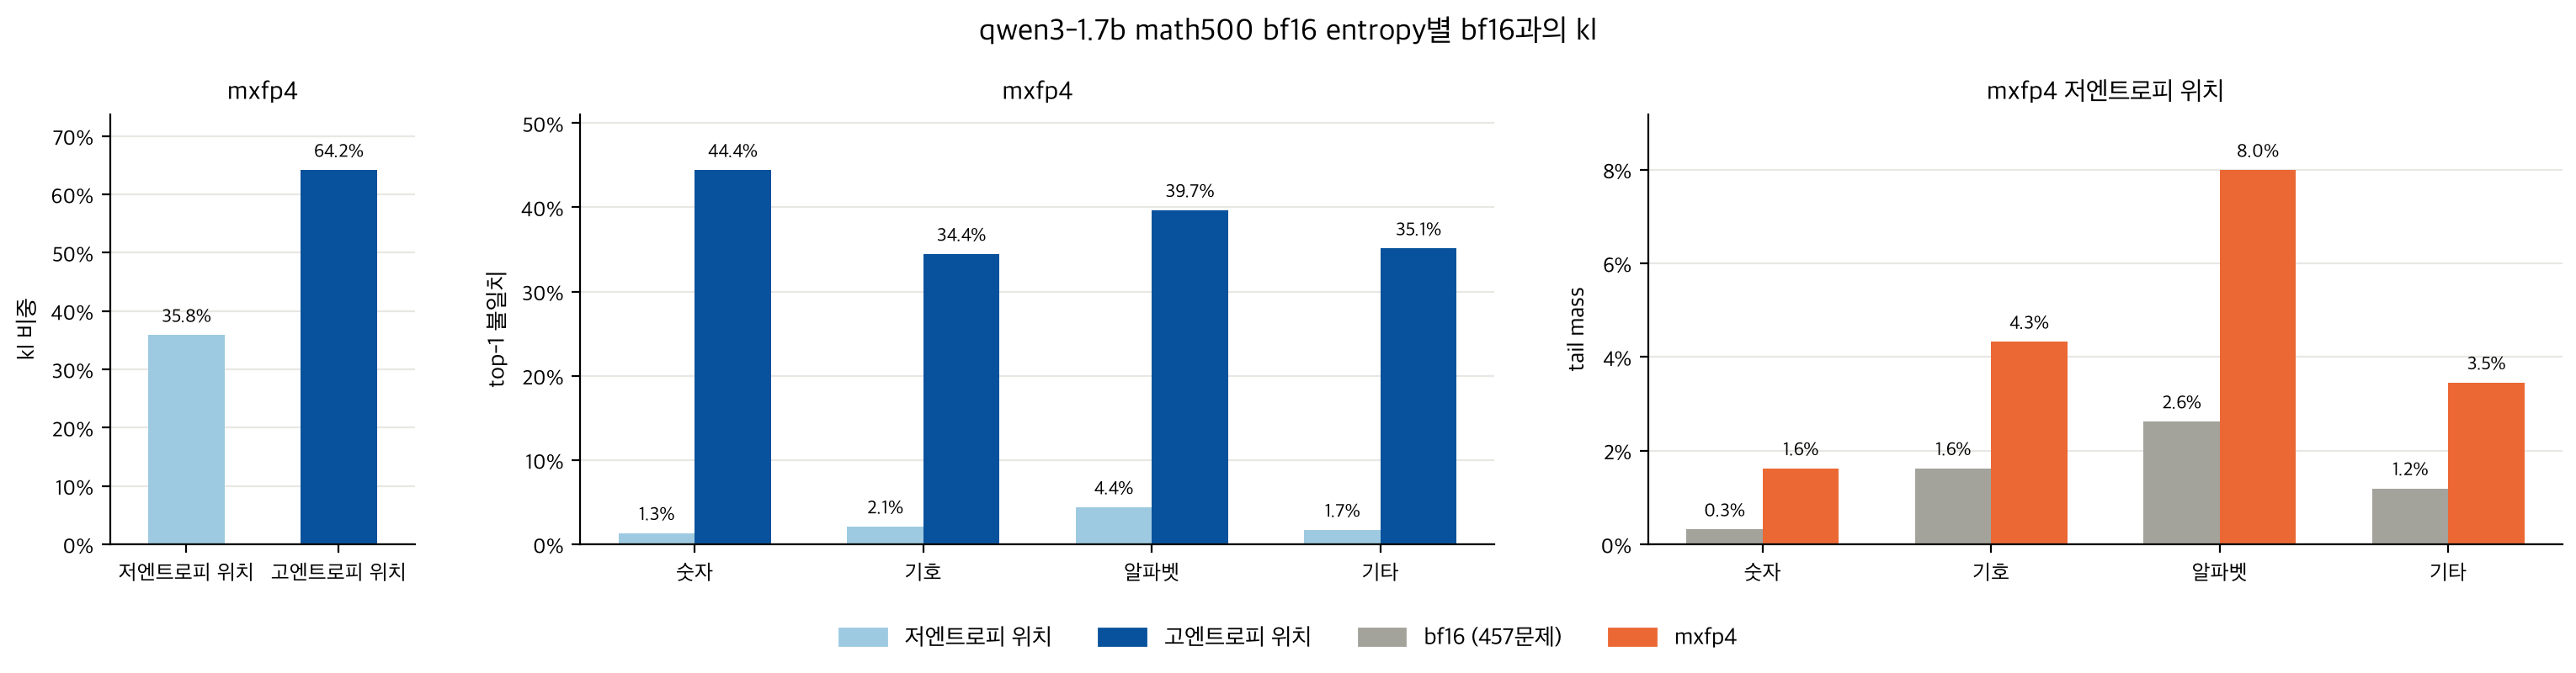 qwen3-1.7b math500 bf16 entropy별 bf16과의 kl
mxfp4
kl 비중
70%
60%
50%
40%
30%
20%
10%
0%
35.8%
64.2%
저엔트로피 위치
고엔트로피 위치
mxfp4
top-1 불일치
50%
40%
30%
20%
10%
0%
1.3%
44.4%
2.1%
34.4%
4.4%
39.7%
1.7%
35.1%
숫자
기호
알파벳
기타
mxfp4 저엔트로피 위치
tail mass
8%
6%
4%
2%
0%
0.3%
1.6%
1.6%
4.3%
2.6%
8.0%
1.2%
3.5%
숫자
기호
알파벳
기타
저엔트로피 위치
고엔트로피 위치
bf16 (457문제)
mxfp4